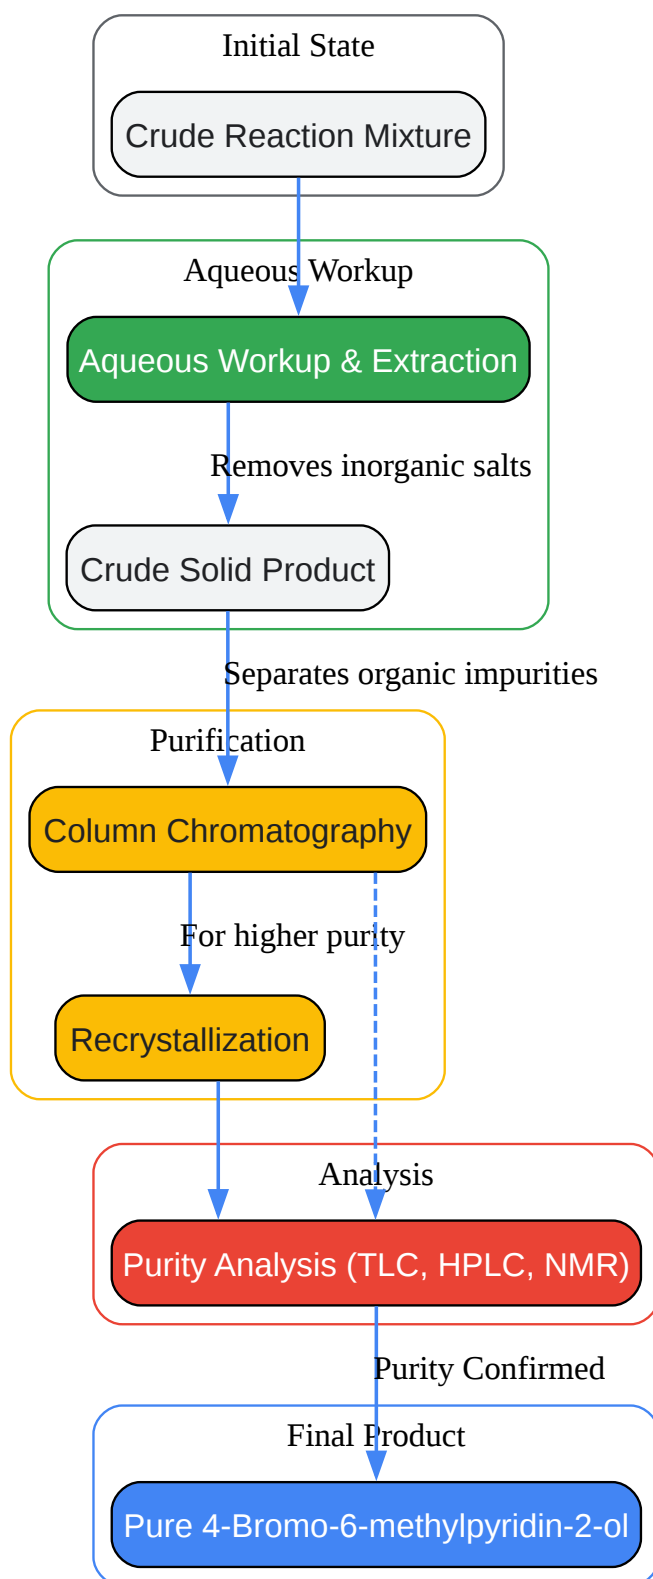 Initial State
Crude Reaction Mixture
Aqueous Workup
Aqueous Workup & Extraction
Removes inorganic salts
Crude Solid Product
Separates organic impurities
Purification
Column Chromatography
For higher purity
Recrystallization
Analysis
Purity Analysis (TLC, HPLC, NMR)
Purity Confirmed
Final Product
Pure 4-Bromo-6-methylpyridin-2-ol